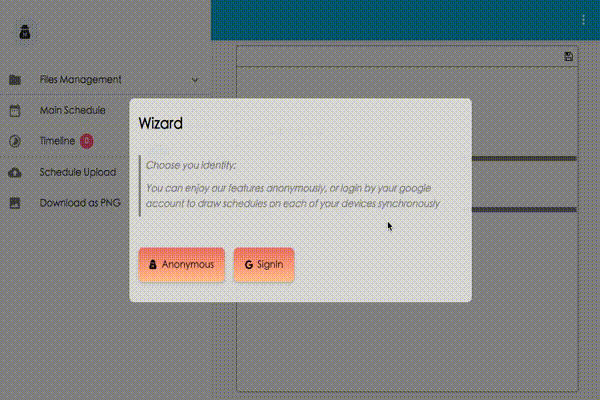 Files Management
Main Schedule
Timeline 0
Schedule Upload
Download as PNG
Wizard
Choose you identity:
You can enjoy our features anonymously, or login by your google
account to draw schedules on each of your devices synchronously
Anonymous
G SignIn